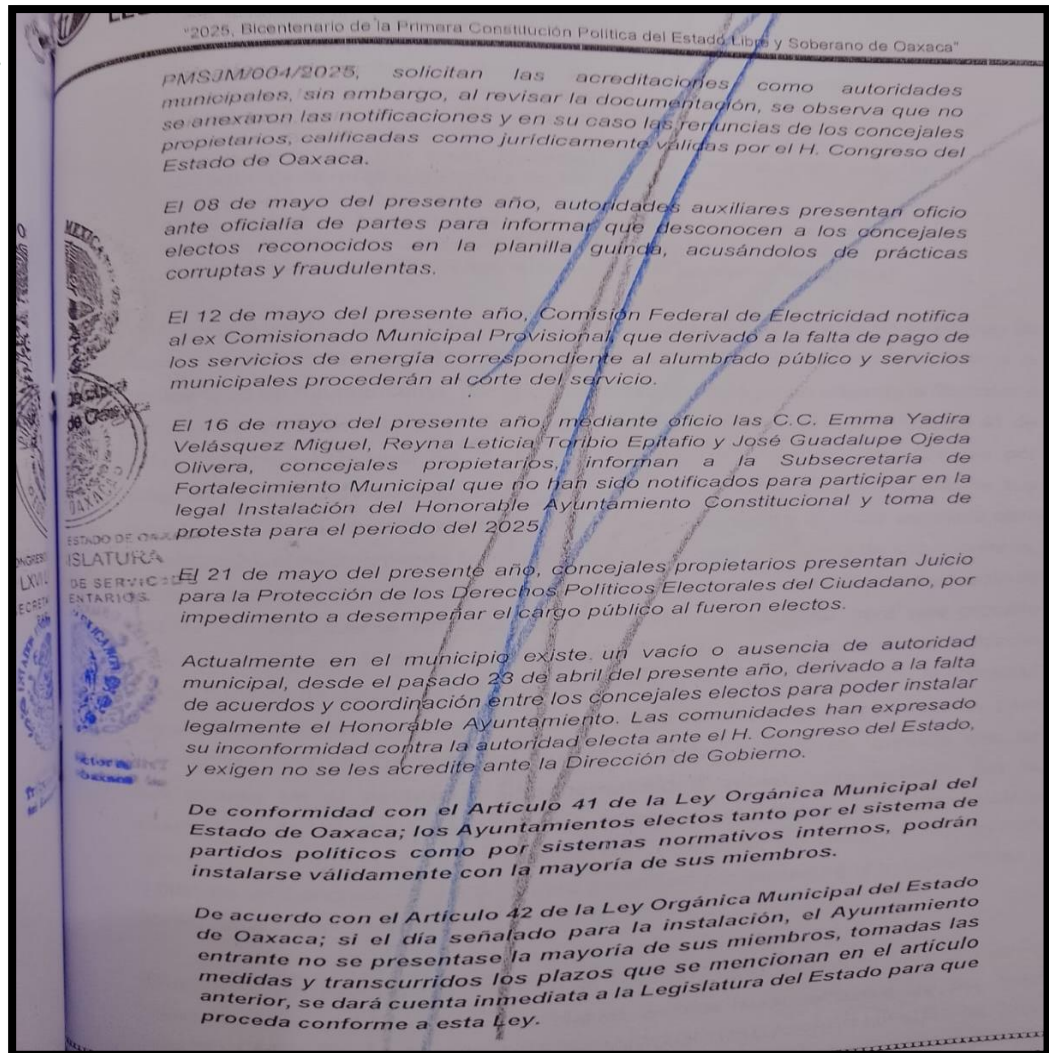 "2025, Bicentenario de la Primera Constitución Política del Estado Libre y Soberano de Oaxaca"
PMSJM/004/2025, solicitan las acreditaciones como autoridades
municipales, sin embargo, al revisar la documentación, se observa que no
se anexaron las notificaciones y en su caso las renuncias de los concejales
propietarios, calificadas como jurídicamente válidas por el H. Congreso del
Estado de Oaxaca.
El 08 de mayo del presente año, autoridades auxiliares presentan oficio
ante oficialía de partes para informar que desconocen a los concejales
electos reconocidos en la planilla guinda, acusándolos de prácticas
corruptas y fraudulentas.
El 12 de mayo del presente año, Comisión Federal de Electricidad notifica
al ex Comisionado Municipal Provisional, que derivado a la falta de pago de
los servicios de energía correspondiente al alumbrado público y servicios
municipales procederán al corte del servicio.
El 16 de mayo del presente año, mediante oficio las C.C. Emma Yadira
Velásquez Miguel, Reyna Leticia Toribio Epitafio y José Guadalupe Ojeda
Olivera, concejales propietarios, informan a la Subsecretaría de
Fortalecimiento Municipal que no han sido notificados para participar en la
legal Instalación del Honorable Ayuntamiento Constitucional y toma de
protesta para el periodo del 2025.
El 21 de mayo del presente año, concejales propietarios presentan Juicio
para la Protección de los Derechos Políticos Electorales del Ciudadano, por
impedimento a desempeñar el cargo público al fueron electos.
Actualmente en el municipio existe un vacío o ausencia de autoridad
municipal, desde el pasado 23 de abril del presente año, derivado a la falta
de acuerdos y coordinación entre los concejales electos para poder instalar
legalmente el Honorable Ayuntamiento. Las comunidades han expresado
su inconformidad contra la autoridad electa ante el H. Congreso del Estado,
y exigen no se les acredite ante la Dirección de Gobierno.
De conformidad con el Artículo 41 de la Ley Orgánica Municipal del
Estado de Oaxaca; los Ayuntamientos electos tanto por el sistema de
partidos políticos como por sistemas normativos internos, podrán
instalarse válidamente con la mayoría de sus miembros.
De acuerdo con el Artículo 42 de la Ley Orgánica Municipal del Estado
de Oaxaca; si el día señalado para la instalación, el Ayuntamiento
entrante no se presentase la mayoría de sus miembros, tomadas las
medidas y transcurridos los plazos que se mencionan en el artículo
anterior, se dará cuenta inmediata a la Legislatura del Estado para que
proceda conforme a esta Ley.
ISLATURA
DE SERVIC
ENTARIOS